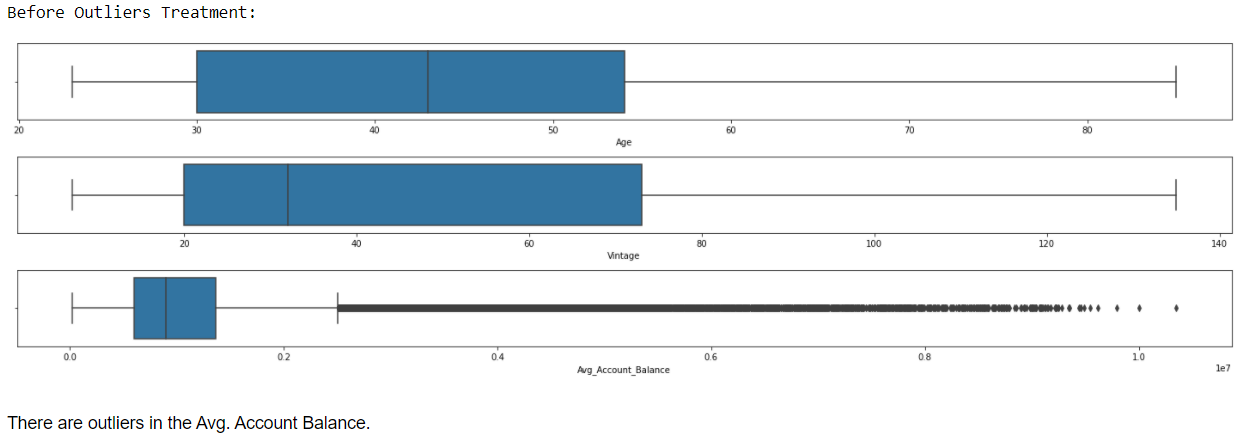 Before Outliers Treatment:
20 30 40 50 60 70 80
Age
20 40 60 80 100 120 140
Vintage
0.0 0.2 0.4 0.6 0.8 1.0
1e7
Avg_Account_Balance
There are outliers in the Avg. Account Balance.